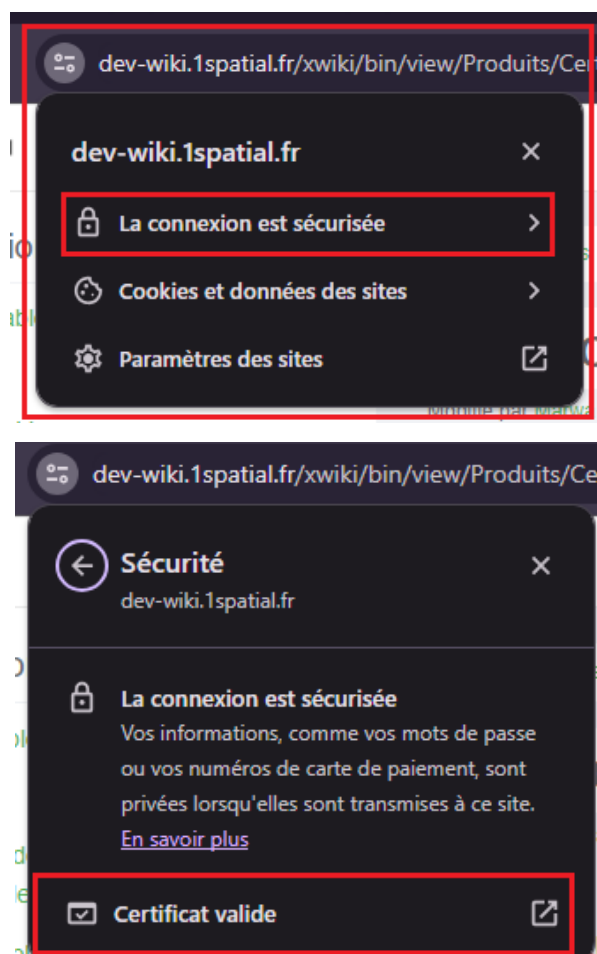 dev-wiki.1spatial.fr/xwiki/bin/view/Produits/Cer
dev-wiki.1spatial.fr
La connexion est sécurisée
Cookies et données des sites
Paramètres des sites
dev-wiki.1spatial.fr/xwiki/bin/view/Produits/Ce
Sécurité
dev-wiki.1spatial.fr
La connexion est sécurisée
Vos informations, comme vos mots de passe
ou vos numéros de carte de paiement, sont
privées lorsqu'elles sont transmises à ce site.
En savoir plus
Certificat valide